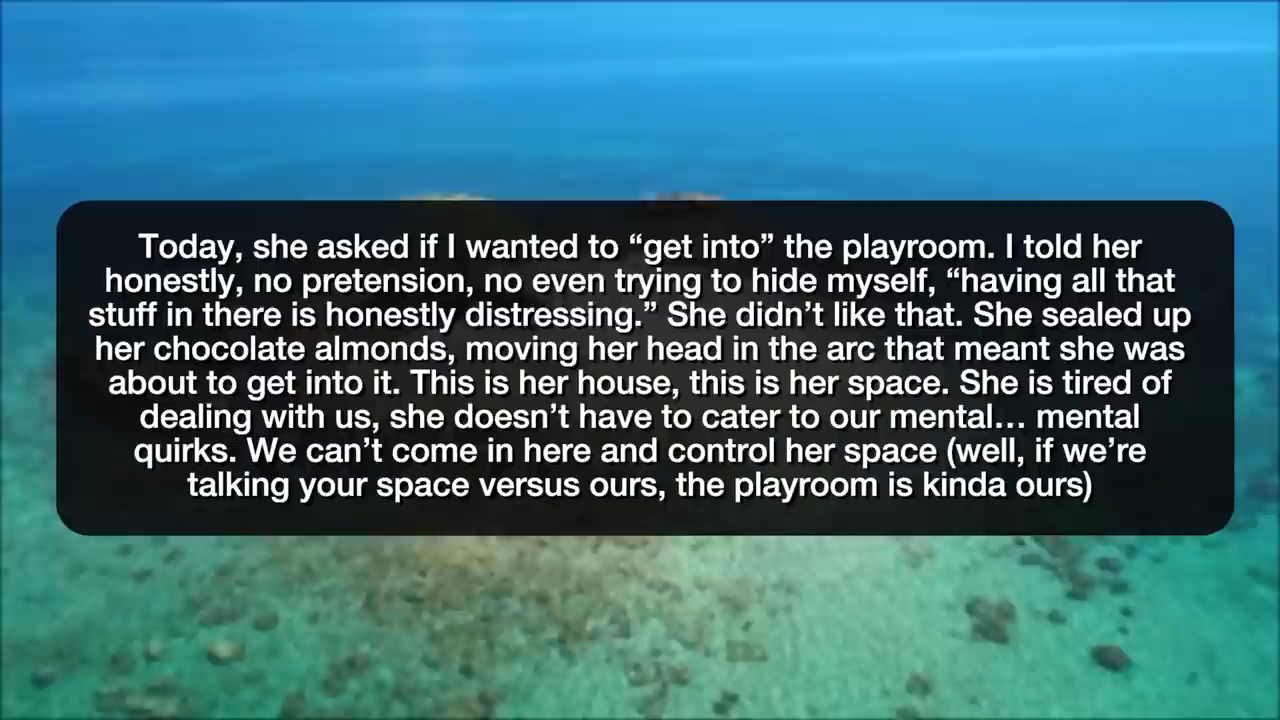 Today, she asked if I wanted to “get into” the playroom. I told her
honestly, no pretension, no even trying to hide myself, “having all that
stuff in there is honestly distressing.” She didn’t like that. She sealed up
her chocolate almonds, moving her head in the arc that meant she was
about to get into it. This is her house, this is her space. She is tired of
dealing with us, she doesn’t have to cater to our mental… mental
quirks. We can’t come in here and control her space (well, if we’re
talking your space versus ours, the playroom is kinda ours)